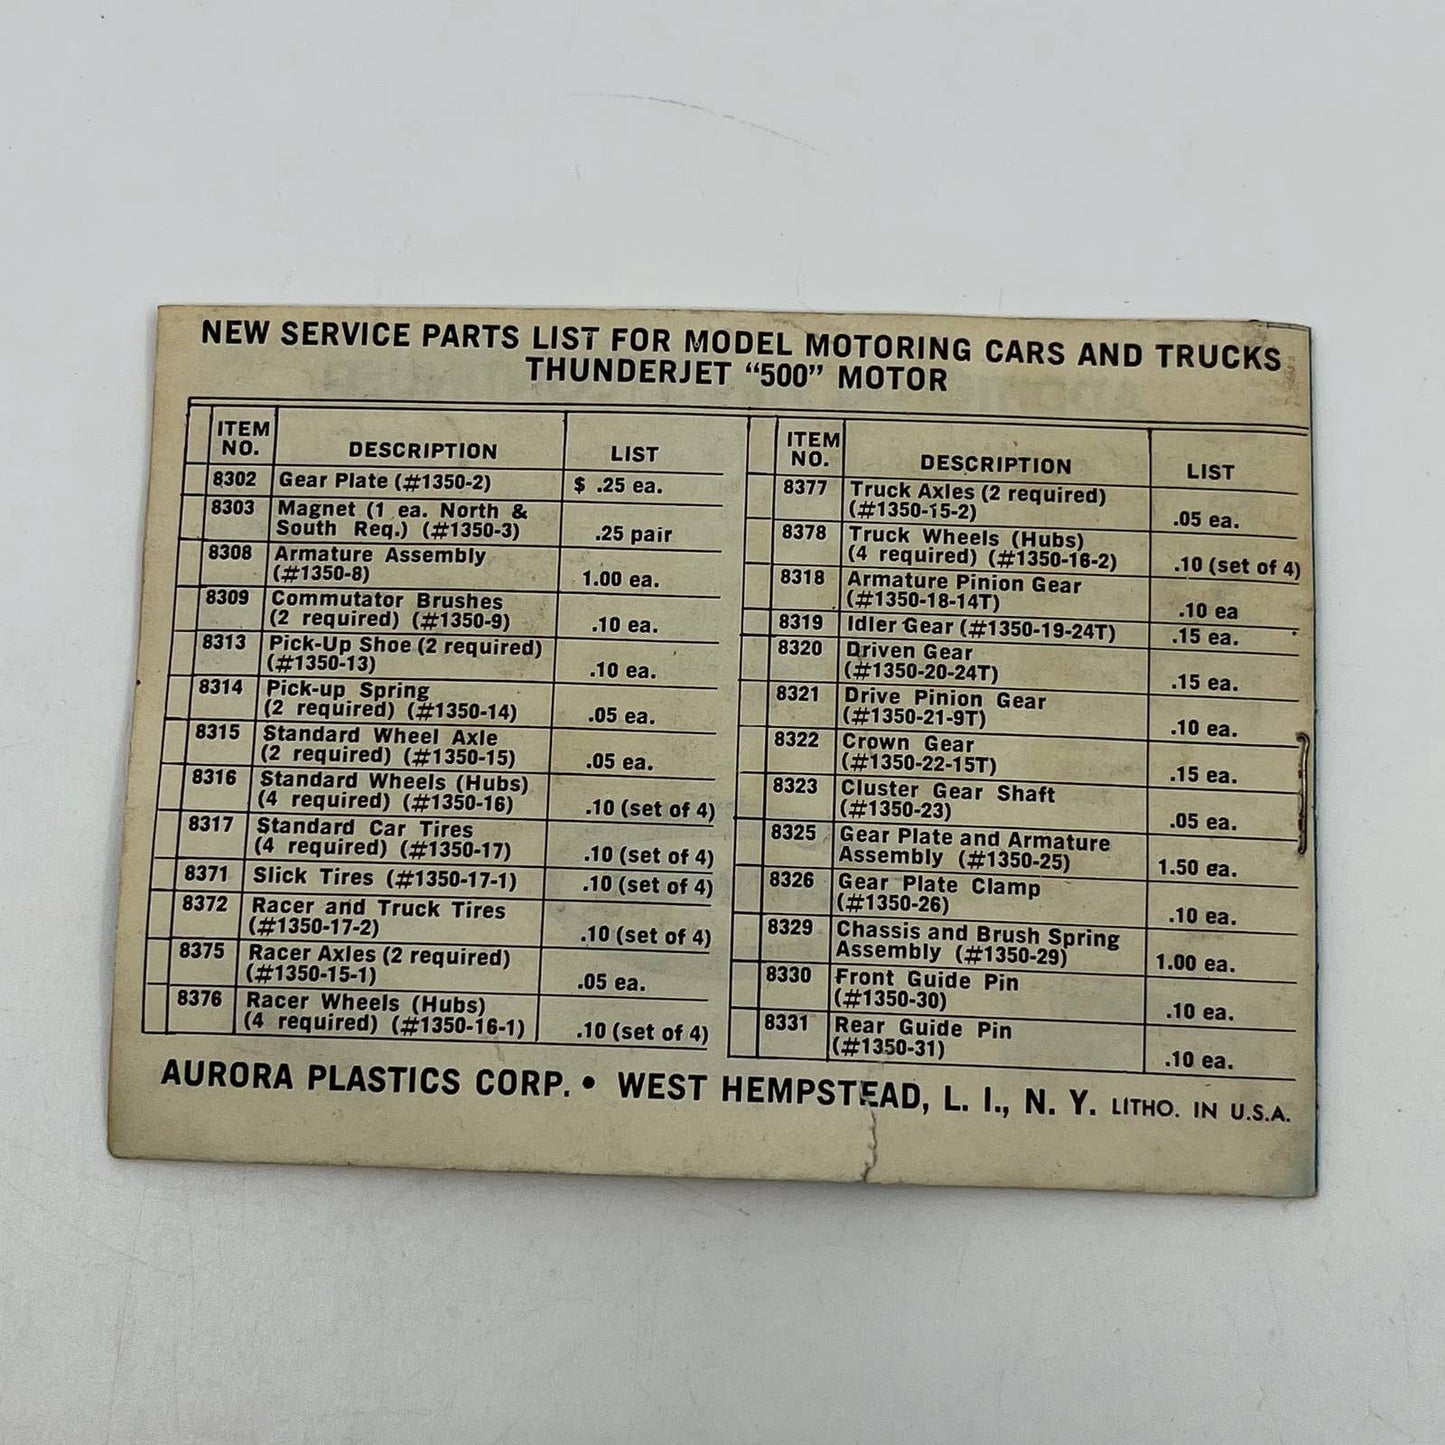 NEW SERVICE PARTS LIST FOR MODEL MOTORING CARS AND TRUCKS
THUNDERJET “500” MOTOR
ITEM NO. DESCRIPTION LIST
8302 Gear Plate (#1350-2) $ .25 ea.
8303 Magnet (1 ea. North &
South Req.) (#1350-3) .25 pair
8308 Armature Assembly
(#1350-8) 1.00 ea.
8309 Commutator Brushes
(2 required) (#1350-9) .10 ea.
8313 Pick-Up Shoe (2 required)
(#1350-13) .10 ea.
8314 Pick-up Spring
(2 required) (#1350-14) .05 ea.
8315 Standard Wheel Axle
(2 required) (#1350-15) .05 ea.
8316 Standard Wheels (Hubs)
(4 required) (#1350-16) .10 (set of 4)
8317 Standard Car Tires
(4 required) (#1350-17) .10 (set of 4)
8371 Slick Tires (#1350-17-1) .10 (set of 4)
8372 Racer and Truck Tires
(#1350-17-2) .10 (set of 4)
8375 Racer Axles (2 required)
(#1350-15-1) .05 ea.
8376 Racer Wheels (Hubs)
(4 required) (#1350-16-1) .10 (set of 4)
ITEM NO. DESCRIPTION LIST
8377 Truck Axles (2 required)
(#1350-15-2) .05 ea.
8378 Truck Wheels (Hubs)
(4 required) (#1350-16-2) .10 (set of 4)
8318 Armature Pinion Gear
(#1350-18-14T) .10 ea
8319 Idler Gear (#1350-19-24T) .15 ea.
8320 Driven Gear
(#1350-20-24T) .15 ea.
8321 Drive Pinion Gear
(#1350-21-9T) .10 ea.
8322 Crown Gear
(#1350-22-15T) .15 ea.
8323 Cluster Gear Shaft
(#1350-23) .05 ea.
8325 Gear Plate and Armature
Assembly (#1350-25) 1.50 ea.
8326 Gear Plate Clamp
(#1350-26) .10 ea.
8329 Chassis and Brush Spring
Assembly (#1350-29) 1.00 ea.
8330 Front Guide Pin
(#1350-30) .10 ea.
8331 Rear Guide Pin
(#1350-31) .10 ea.
AURORA PLASTICS CORP. • WEST HEMPSTEAD, L. I., N. Y. LITHO. IN U.S.A.